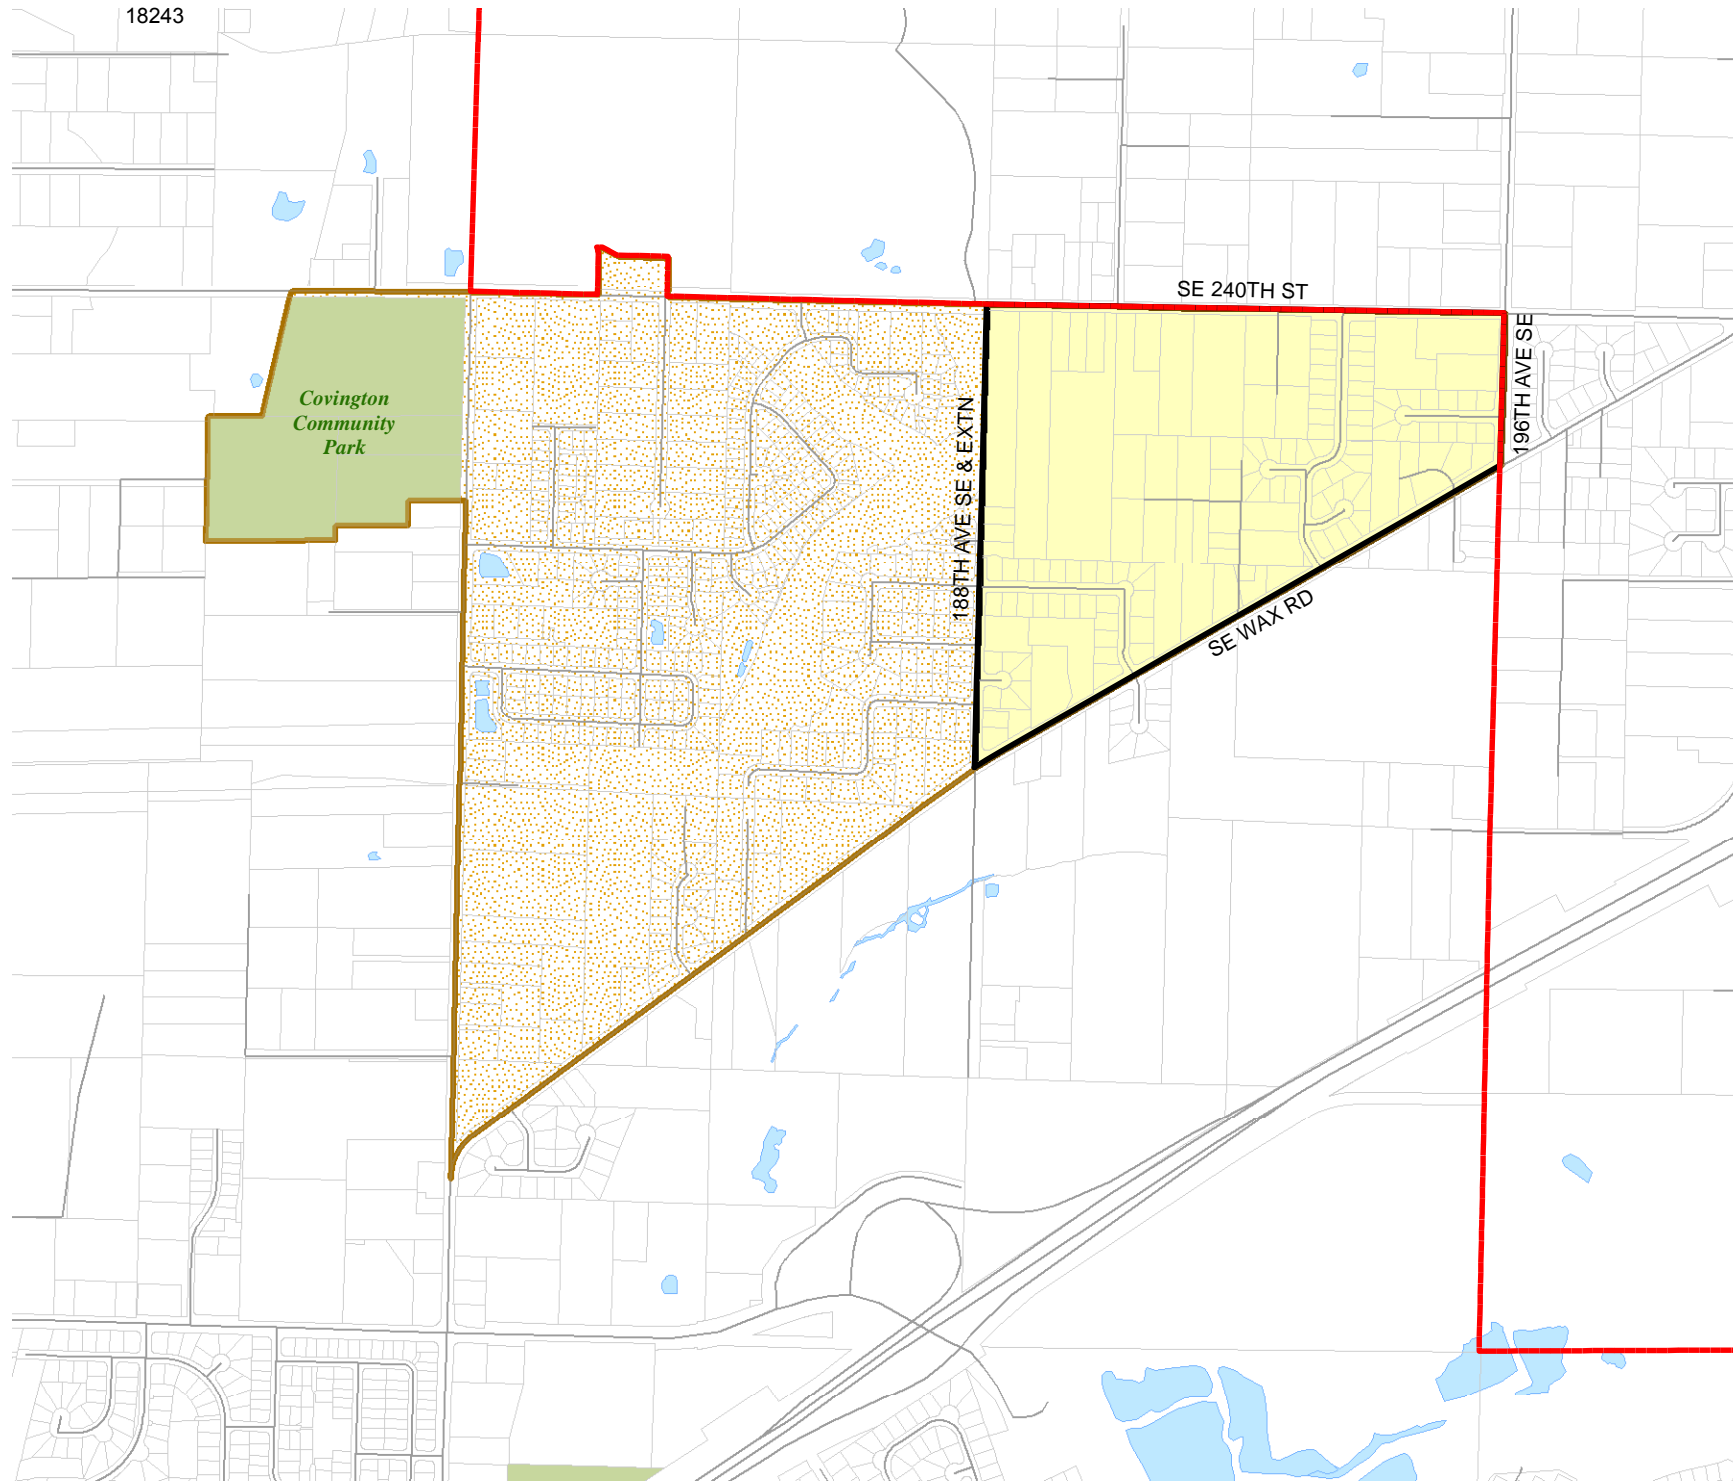 18243
SE 240TH ST
196TH AVE SE
Covington
Community
Park
188TH AVE SE & EXTN
SE WAX RD